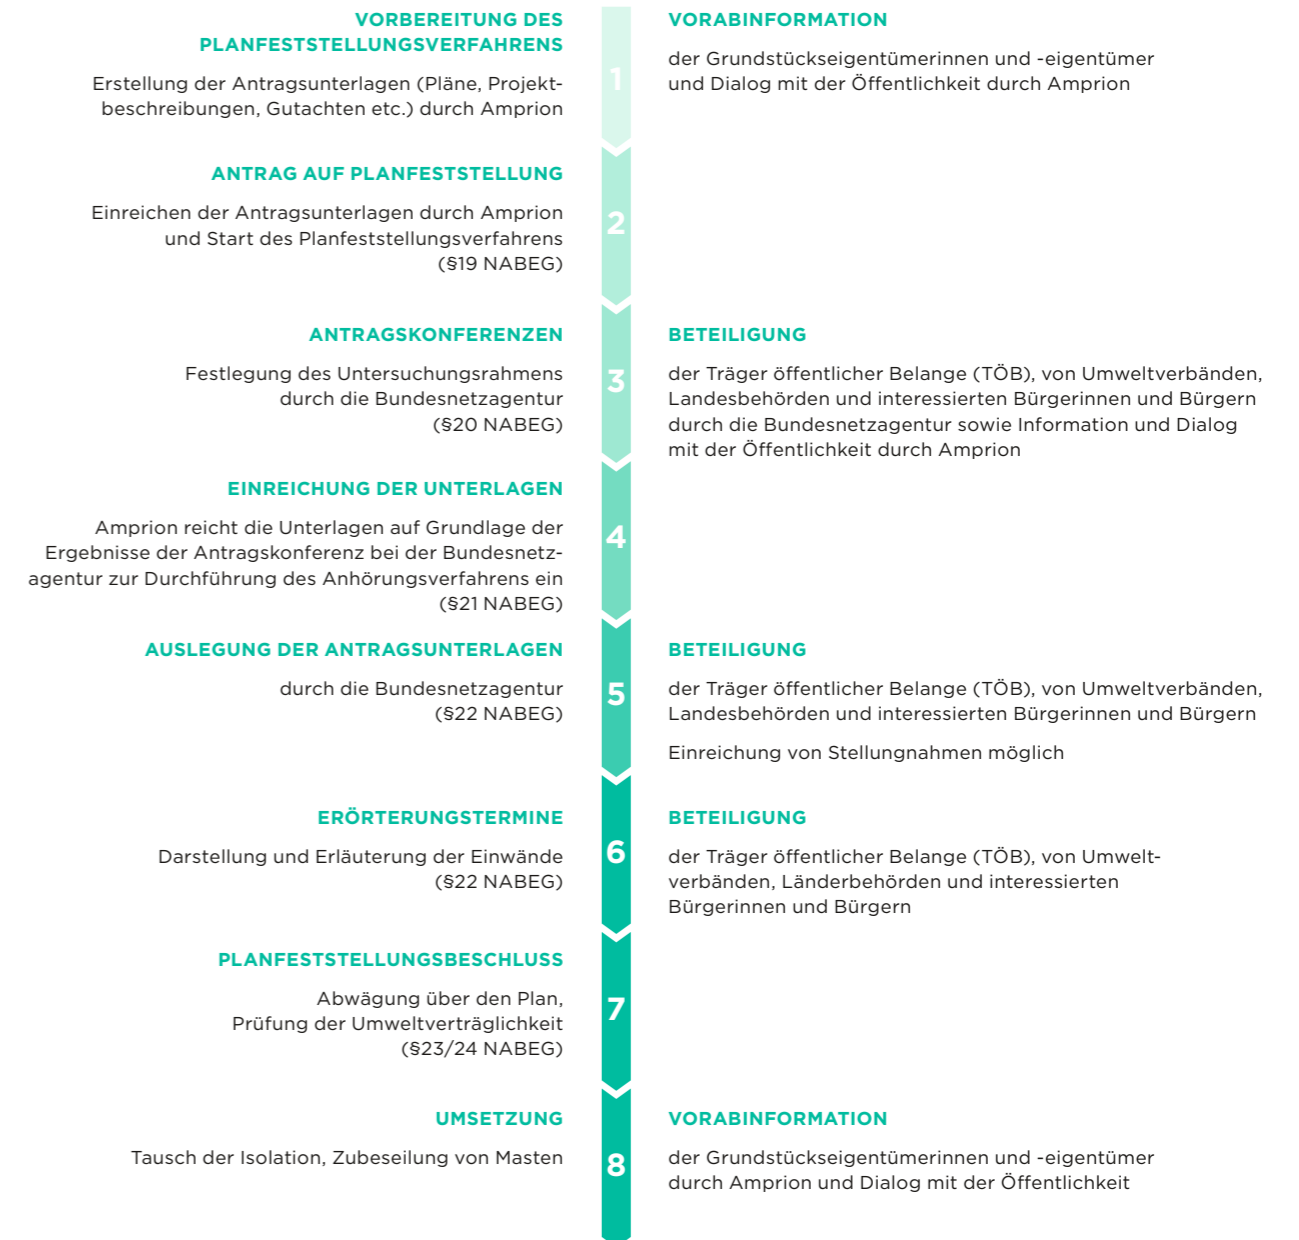 VORBEREITUNG DES
PLANFESTSTELLUNGSVERFAHRENS
Erstellung der Antragsunterlagen (Pläne, Projekt-
beschreibungen, Gutachten etc.) durch Amprion
1
VORABINFORMATION
der Grundstückseigentümerinnen und -eigentümer
und Dialog mit der Öffentlichkeit durch Amprion
ANTRAG AUF PLANFESTSTELLUNG
Einreichen der Antragsunterlagen durch Amprion
und Start des Planfeststellungsverfahrens
(§19 NABEG)
2
ANTRAGSKONFERENZEN
Festlegung des Untersuchungsrahmens
durch die Bundesnetzagentur
(§20 NABEG)
3
BETEILIGUNG
der Träger öffentlicher Belange (TÖB), von Umweltverbänden,
Landesbehörden und interessierten Bürgerinnen und Bürgern
durch die Bundesnetzagentur sowie Information und Dialog
mit der Öffentlichkeit durch Amprion
EINREICHUNG DER UNTERLAGEN
Amprion reicht die Unterlagen auf Grundlage der
Ergebnisse der Antragskonferenz bei der Bundesnetz-
agentur zur Durchführung des Anhörungsverfahrens ein
(§21 NABEG)
4
AUSLEGUNG DER ANTRAGSUNTERLAGEN
durch die Bundesnetzagentur
(§22 NABEG)
5
BETEILIGUNG
der Träger öffentlicher Belange (TÖB), von Umweltverbänden,
Landesbehörden und interessierten Bürgerinnen und Bürgern
Einreichung von Stellungnahmen möglich
ERÖRTERUNGSTERMINE
Darstellung und Erläuterung der Einwände
(§22 NABEG)
6
BETEILIGUNG
der Träger öffentlicher Belange (TÖB), von Umwelt-
verbänden, Länderbehörden und interessierten
Bürgerinnen und Bürgern
PLANFESTSTELLUNGSBESCHLUSS
Abwägung über den Plan,
Prüfung der Umweltverträglichkeit
(§23/24 NABEG)
7
UMSETZUNG
Tausch der Isolation, Zubeseilung von Masten
8
VORABINFORMATION
der Grundstückseigentümerinnen und -eigentümer
durch Amprion und Dialog mit der Öffentlichkeit